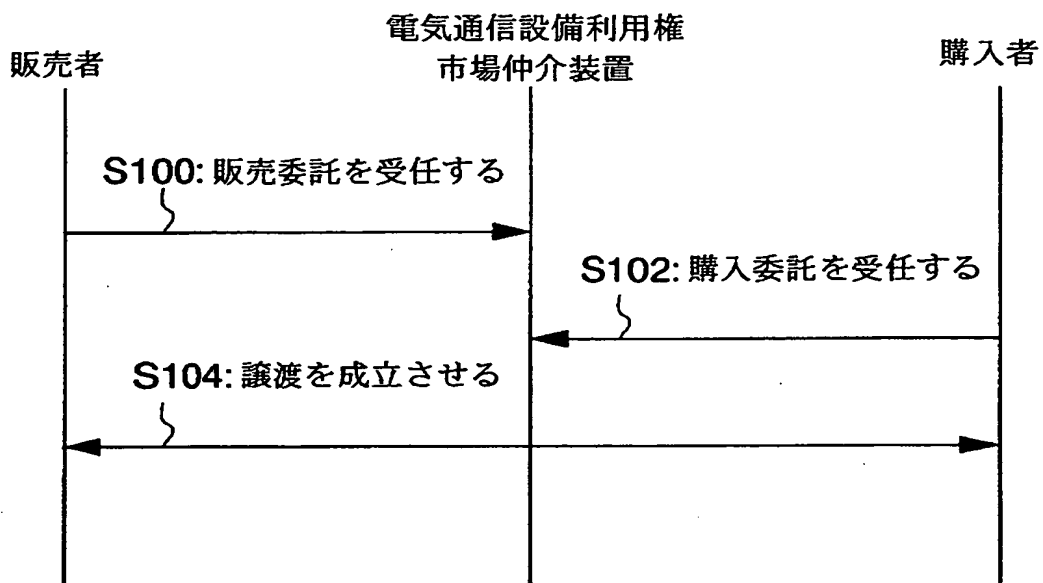 販売者
電気通信設備利用権
市場仲介装置
購入者
S100: 販売委託を受任する
S102: 購入委託を受任する
S104: 譲渡を成立させる